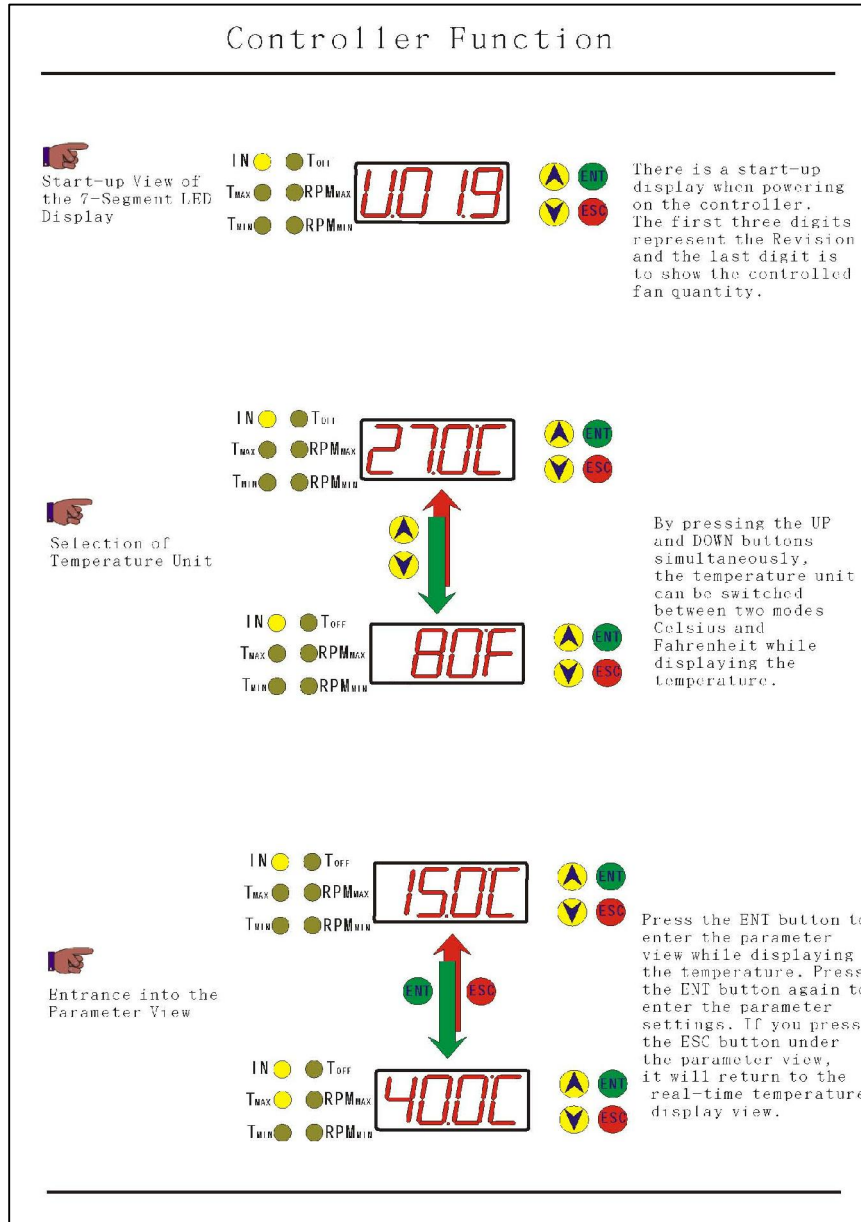 Controller Function
Start-up View of
the 7-Segment LED
Display
IN TOFF
TMAX RPMMAX
TMIN RPMMIN
U.019
ENT
ESC
There is a start-up
display when powering
on the controller.
The first three digits
represent the Revision
and the last digit is
to show the controlled
fan quantity.
IN TOFF
TMAX RPMMAX
TMIN RPMMIN
27.0°C
ENT
ESC
Selection of
Temperature Unit
By pressing the UP
and DOWN buttons
simultaneously,
the temperature unit
can be switched
between two modes
Celsius and
Fahrenheit while
displaying the
temperature.
IN TOFF
TMAX RPMMAX
TMIN RPMMIN
80°F
ENT
ESC
IN TOFF
TMAX RPMMAX
TMIN RPMMIN
15.0°C
ENT
ESC
Entrance into the
Parameter View
ENT ESC
Press the ENT button to
enter the parameter
view while displaying
the temperature. Press
the ENT button again to
enter the parameter
settings. If you press
the ESC button under
the parameter view,
it will return to the
real-time temperature
display view.
IN TOFF
TMAX RPMMAX
TMIN RPMMIN
40.0°C
ENT
ESC